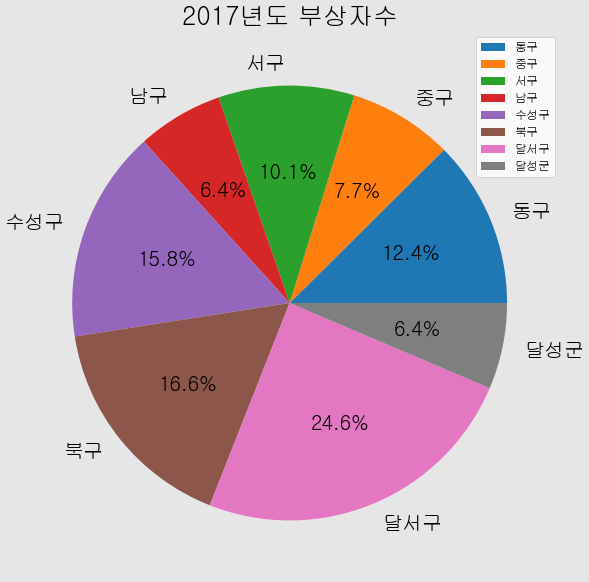 2017년도 부상자수
동구
중구
서구
남구
수성구
북구
달서구
달성군
서구
남구
중구
수성구
동구
북구
달서구
달성군
10.1%
6.4%
7.7%
15.8%
12.4%
6.4%
16.6%
24.6%